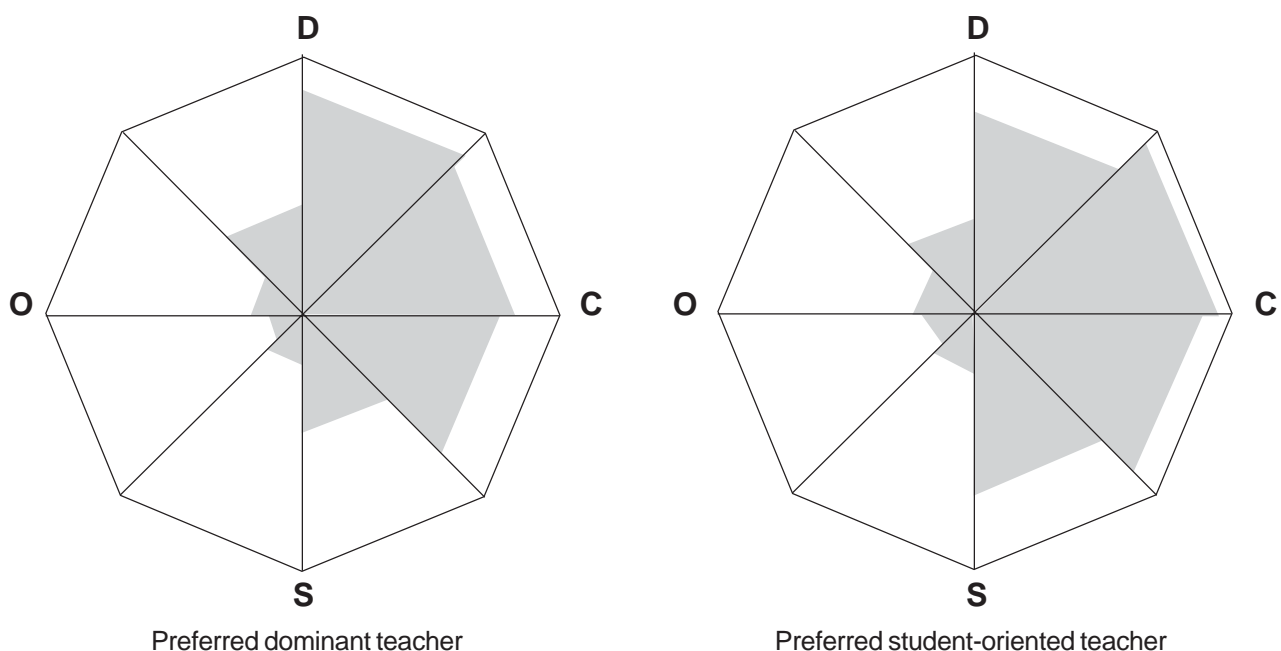 D
O
C
S
Preferred dominant teacher
D
O
C
S
Preferred student-oriented teacher